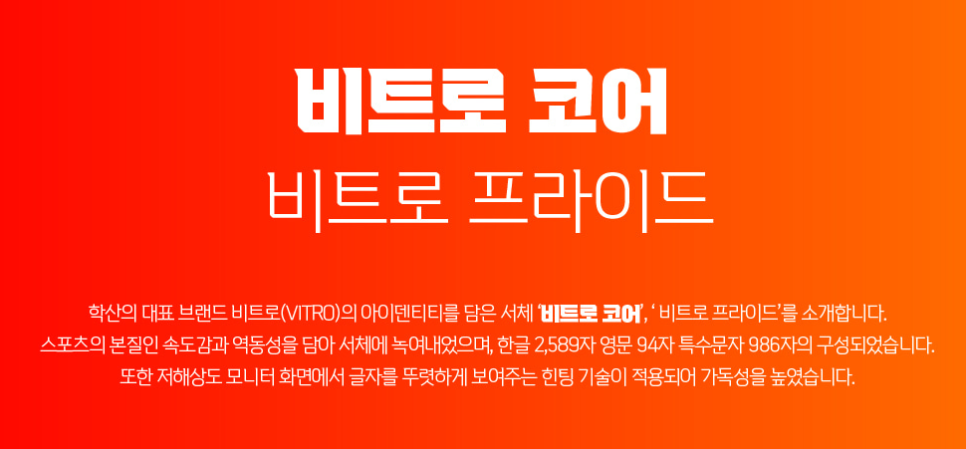 비트로 코어
비트로 프라이드
학산의 대표 브랜드 비트로(VITRO)의 아이덴티티를 담은 서체 ‘비트로 코어’, ‘ 비트로 프라이드’를 소개합니다.
스포츠의 본질인 속도감과 역동성을 담아 서체에 녹여내었으며, 한글 2,589자 영문 94자 특수문자 986자의 구성되었습니다.
또한 저해상도 모니터 화면에서 글자를 뚜렷하게 보여주는 힌팅 기술이 적용되어 가독성을 높였습니다.